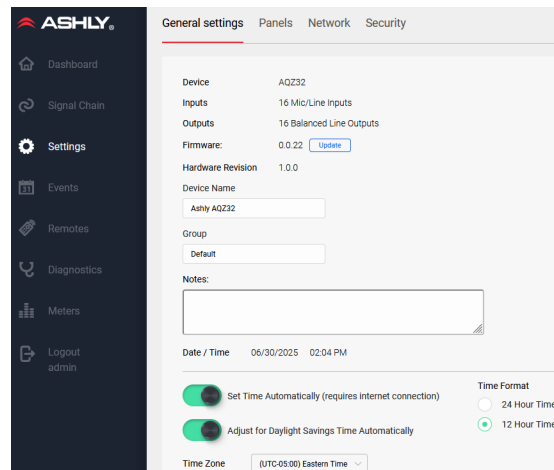 ASHLY®
General settings Panels Network Security
Dashboard
Signal Chain
Settings
31 Events
Remotes
Diagnostics
Meters
Logout
admin
Device AQZ32
Inputs 16 Mic/Line Inputs
Outputs 16 Balanced Line Outputs
Firmware: 0.0.22 Update
Hardware Revision 1.0.0
Device Name
Ashly AQZ32
Group
Default
Notes:
Date / Time 06/30/2025 02:04 PM
Set Time Automatically (requires internet connection)
Adjust for Daylight Savings Time Automatically
Time Format
24 Hour Time
12 Hour Time
Time Zone (UTC-05:00) Eastern Time